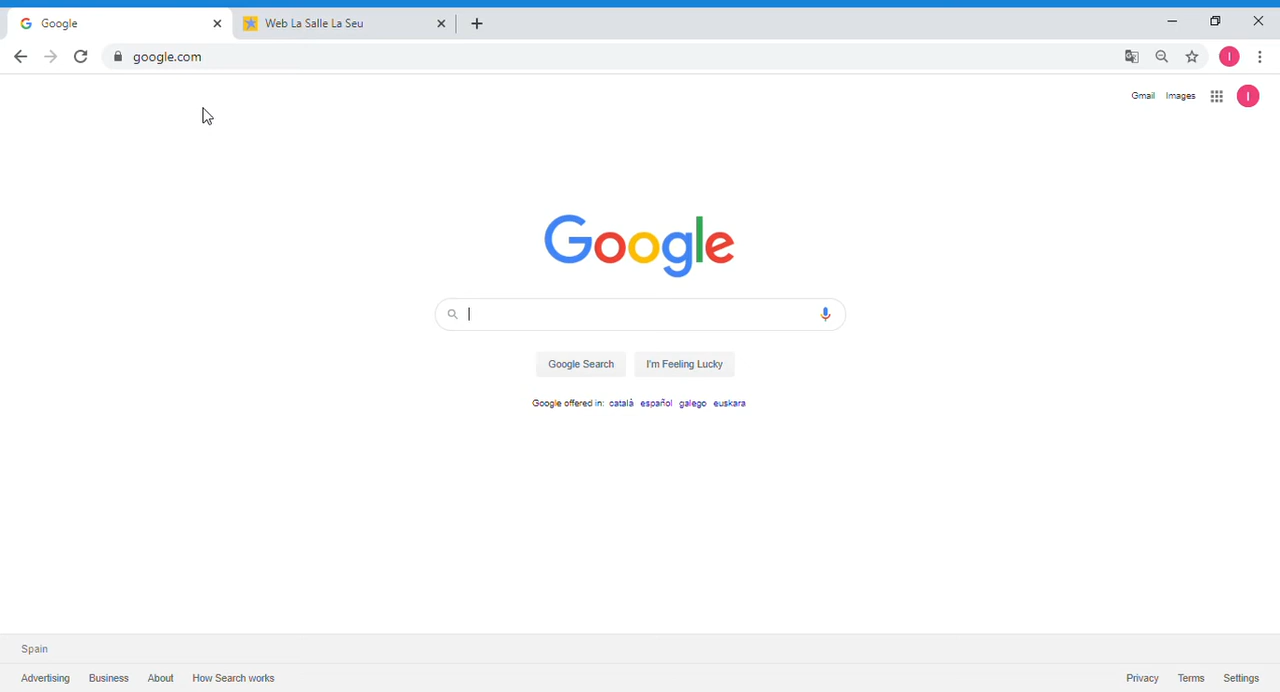 Google
Web La Salle La Seu
google.com
I
Gmail Images I
Google
Google Search I'm Feeling Lucky
Google offered in: català español galego euskara
Spain
Advertising Business About How Search works Privacy Terms Settings